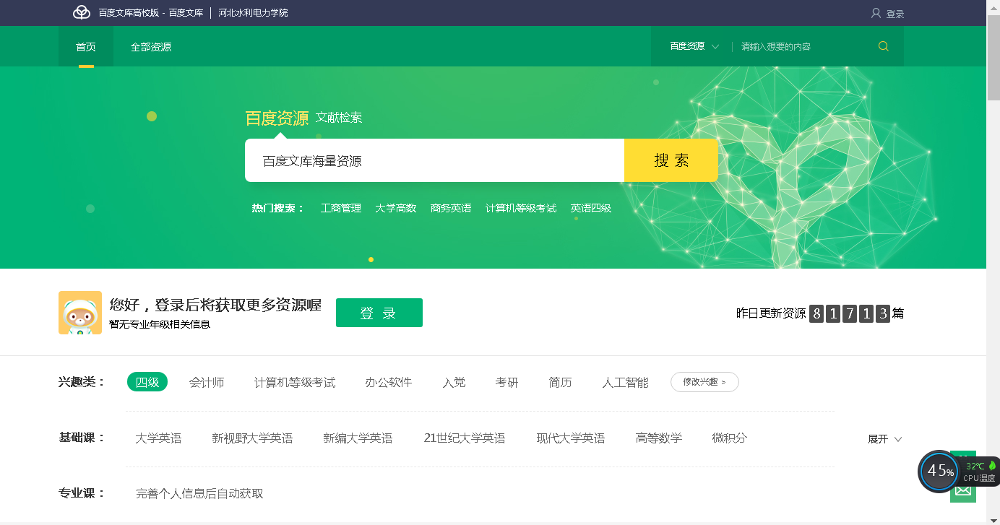 百度文库高校版 - 百度文库 河北水利电力学院 登录
首页 全部资源 百度资源 请输入想要的内容
百度资源 文献检索
百度文库海量资源 搜 索
热门搜索： 工商管理 大学高数 商务英语 计算机等级考试 英语四级
您好，登录后将获取更多资源喔 登 录
暂无专业年级相关信息
昨日更新资源 8 1 7 1 3 篇
兴趣类： 四级 会计师 计算机等级考试 办公软件 入党 考研 简历 人工智能 修改兴趣 >
基础课： 大学英语 新视野大学英语 新编大学英语 21世纪大学英语 现代大学英语 高等数学 微积分 展开
45% 32℃
CPU温度
专业课： 完善个人信息后自动获取